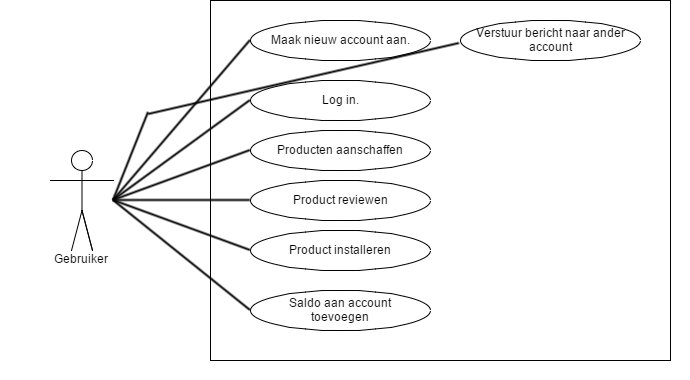 Maak nieuw account aan.
Verstuur bericht naar ander
account
Log in.
Producten aanschaffen
Product reviewen
Product installeren
Gebruiker
Saldo aan account
toevoegen